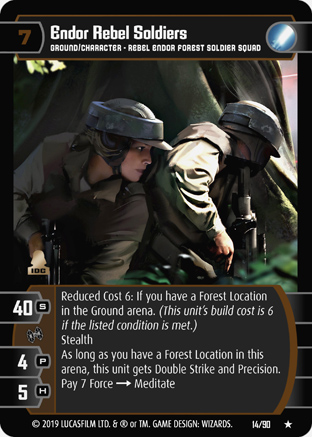 7
Endor Rebel Soldiers
GROUND/CHARACTER - REBEL ENDOR FOREST SOLDIER SQUAD
IDC
40 S
4 P
5 H
Reduced Cost 6: If you have a Forest Location
in the Ground arena. (This unit's build cost is 6
if the listed condition is met.)
Stealth
As long as you have a Forest Location in this
arena, this unit gets Double Strike and Precision.
Pay 7 Force → Meditate
© 2019 LUCASFILM LTD. & ® or TM. GAME DESIGN: WIZARDS.
14/90